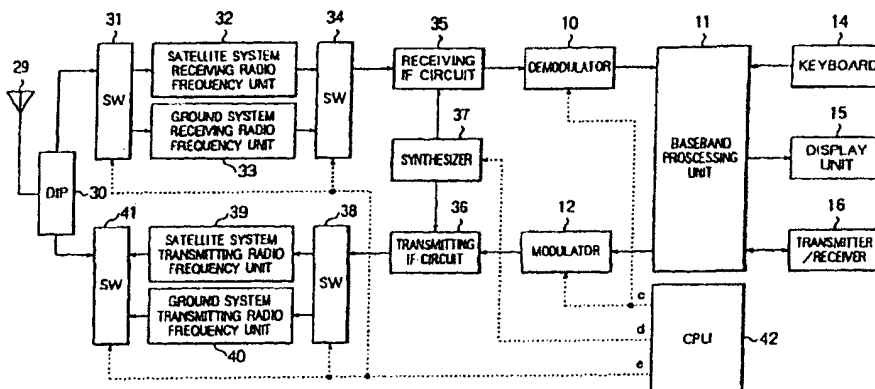 31
32
34
35
10
11
14
29
SW
SATELLITE SYSTEM
RECEIVING RADIO
FREQUENCY UNIT
SW
RECEIVING
IF CIRCUIT
DEMODULATOR
KEYBOARD
GROUND SYSTEM
RECEIVING RADIO
FREQUENCY UNIT
37
15
33
SYNTHESIZER
BASEBAND
PROSCESSING
UNIT
DISPLAY
UNIT
DIP
30
41
39
38
36
12
16
SW
SATELLITE SYSTEM
TRANSMITTING RADIO
FREQUENCY UNIT
SW
TRANSMITTING
IF CIRCUIT
MODULATOR
TRANSMITTER
/RECEIVER
GROUND SYSTEM
TRANSMITTING RADIO
FREQUENCY UNIT
c
d
CPU
42
40
e